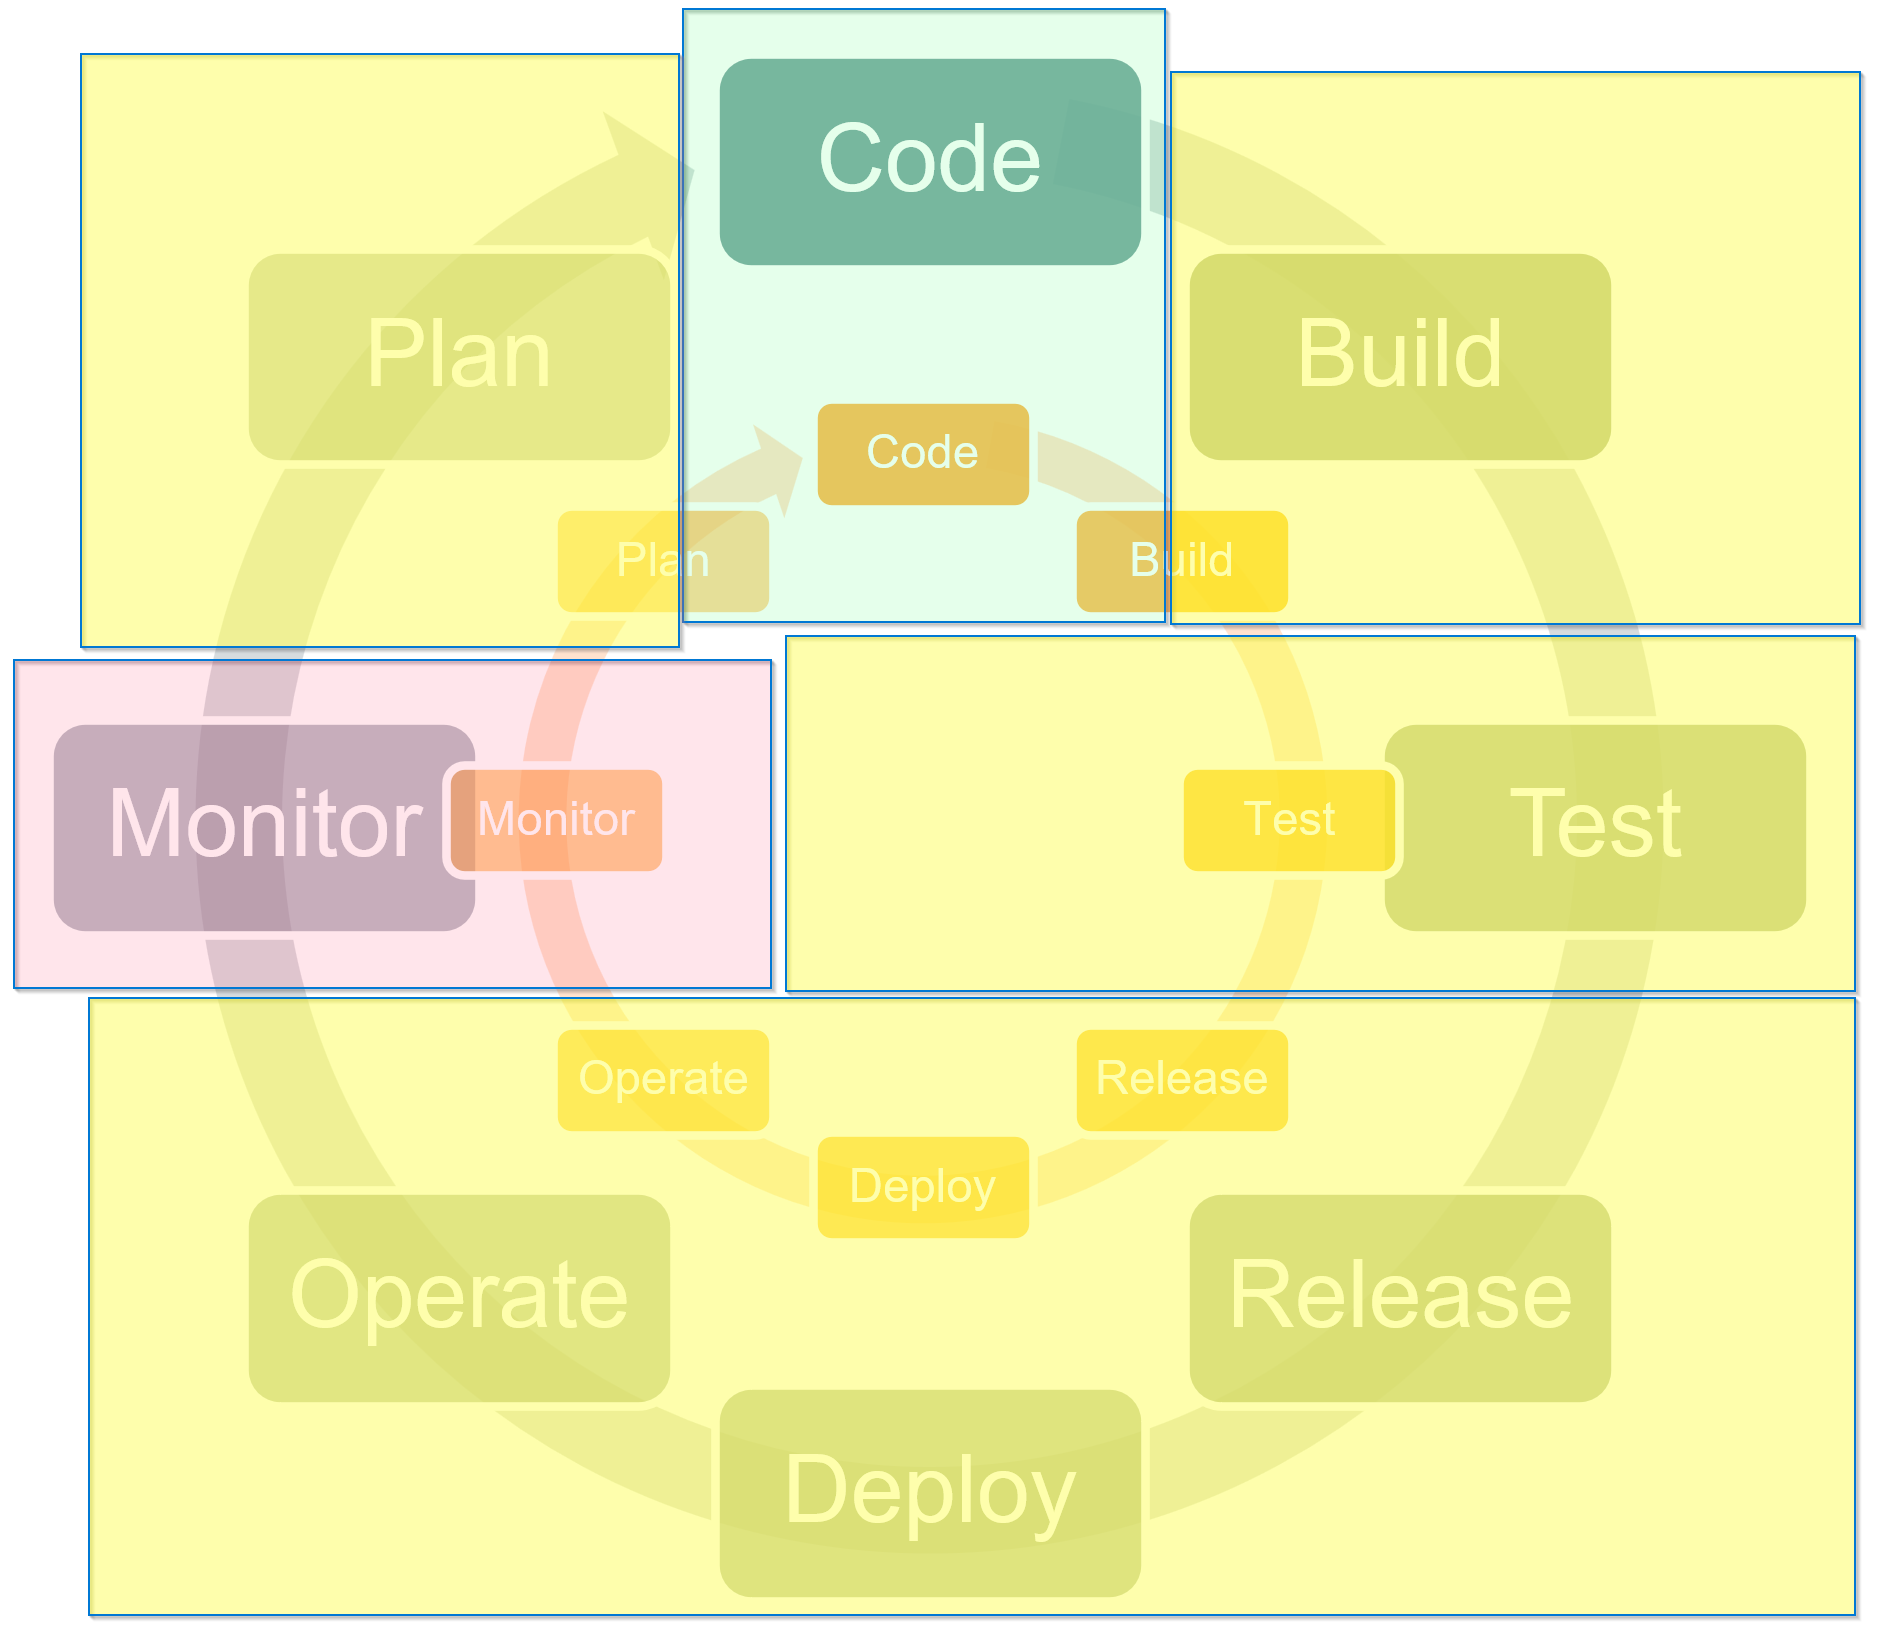 Code
Plan
Build
Code
Plan
Build
Monitor
Monitor
Test
Test
Operate
Release
Deploy
Operate
Release
Deploy